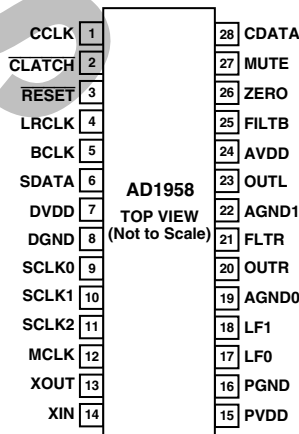 CCLK 1 28 CDATA
CLATCH 2 27 MUTE
RESET 3 26 ZERO
LRCLK 4 25 FILTB
BCLK 5 24 AVDD
SDATA 6 23 OUTL
AD1958
DVDD 7 TOP VIEW 22 AGND1
DGND 8 (Not to Scale) 21 FLTR
SCLK0 9 20 OUTR
SCLK1 10 19 AGND0
SCLK2 11 18 LF1
MCLK 12 17 LF0
XOUT 13 16 PGND
XIN 14 15 PVDD